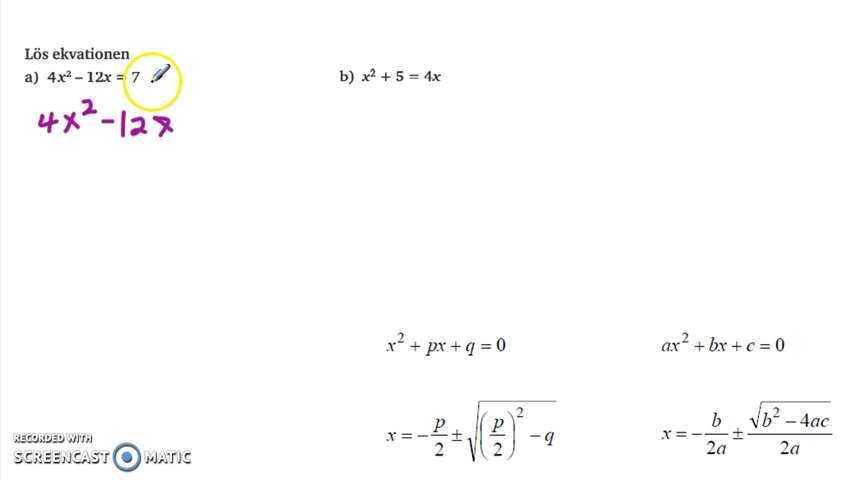 Lös ekvationen
a) 4x² – 12x = 7
b) x² + 5 = 4x
4x² - 12x
x² + px + q = 0
ax² + bx + c = 0
x = -p/2 ± √((p/2)² - q)
x = -b/2a ± √(b² - 4ac)/2a
RECORDED WITH
SCREENCAST MATIC